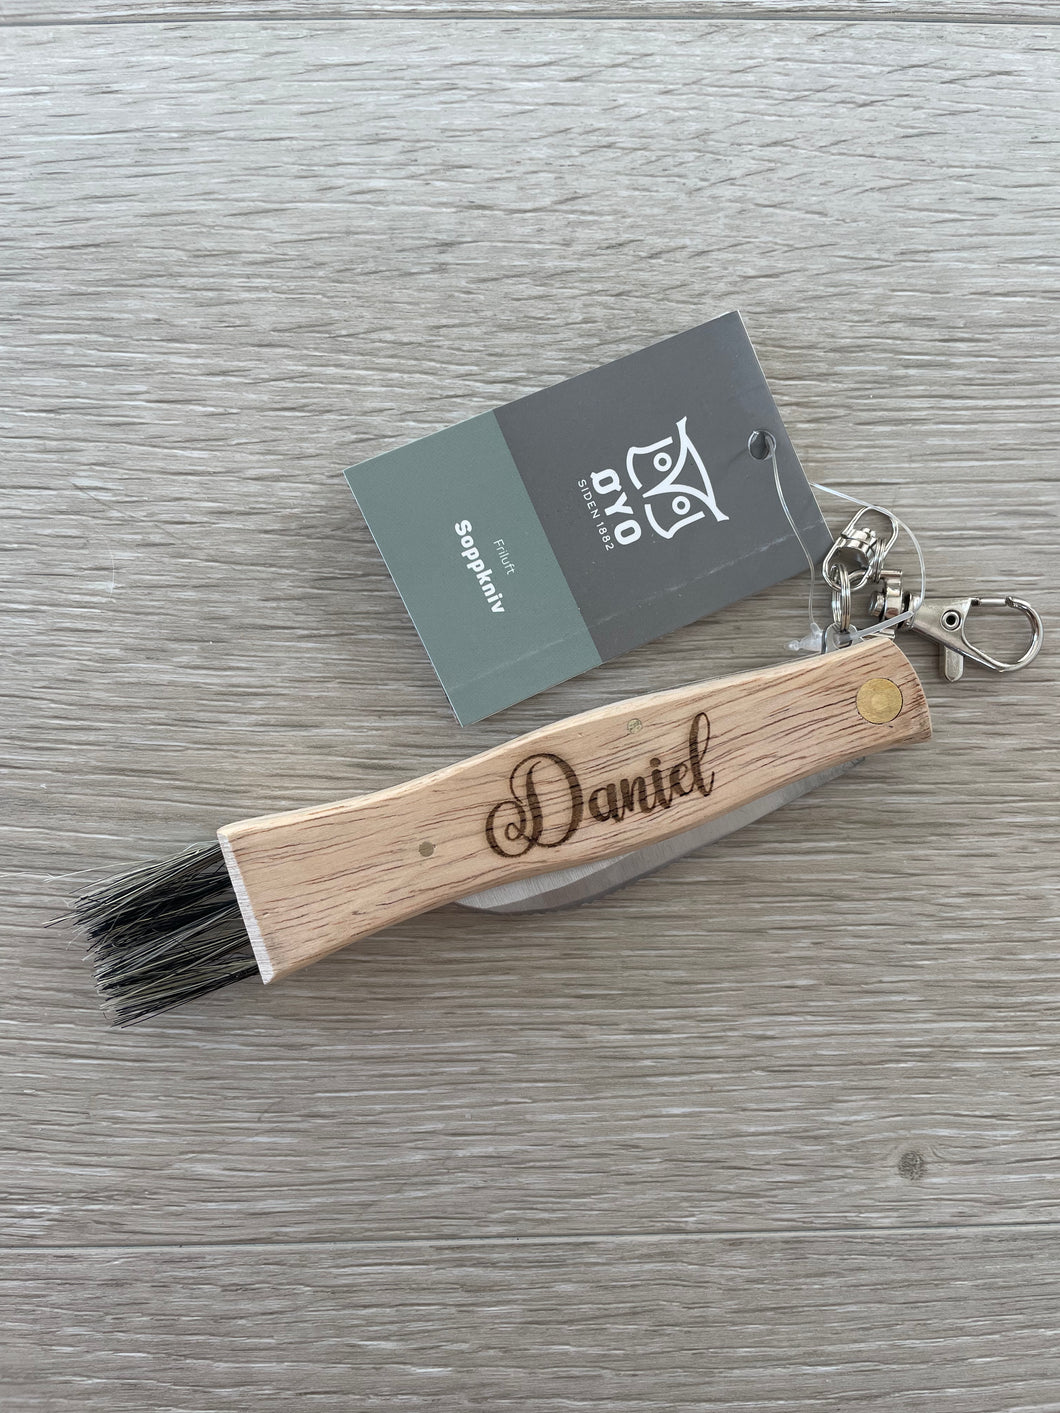 ØYO
SIDEN 1882
Friluft
Soppkniv
Daniel